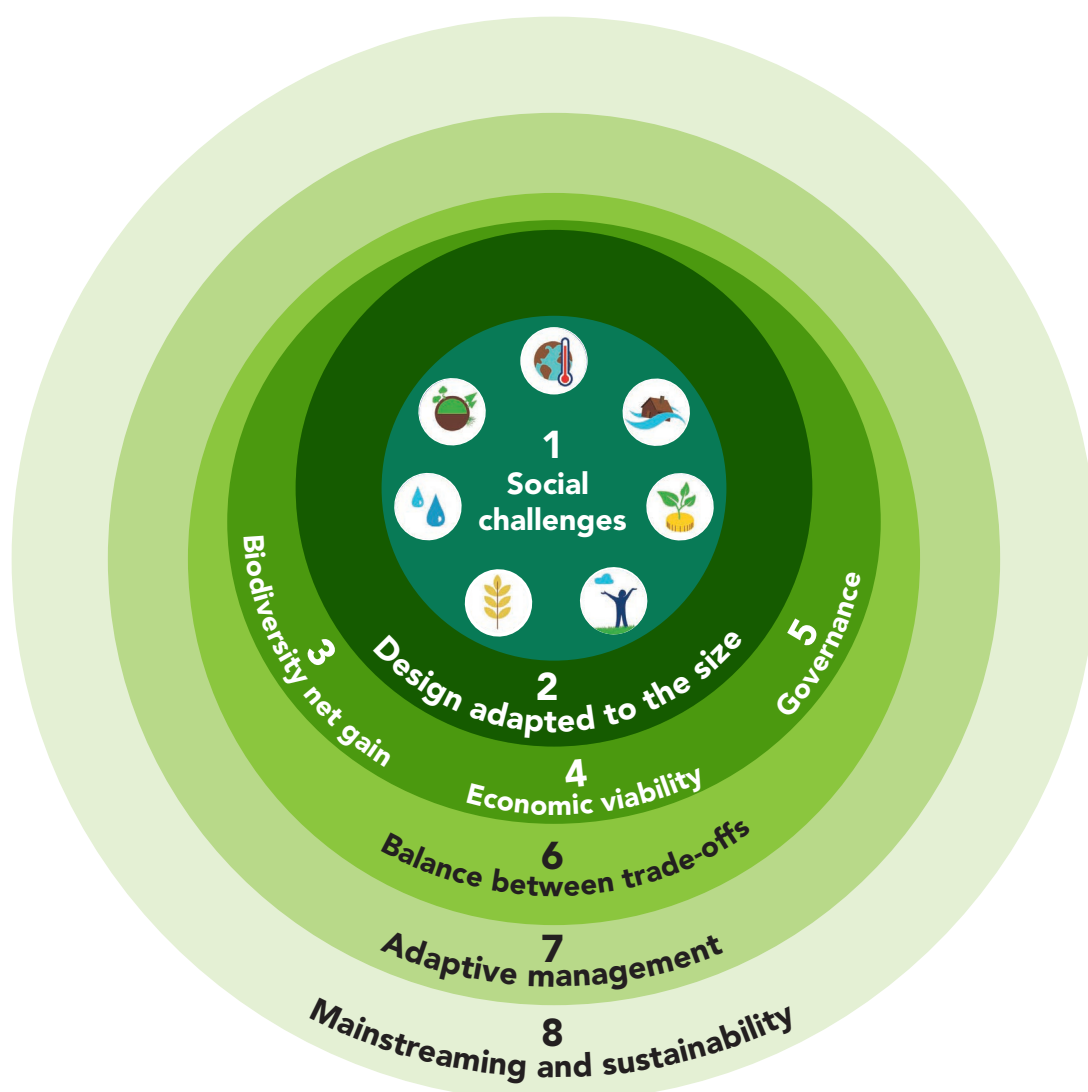 1
Social
challenges
2
Design adapted to the size
3
Biodiversity net gain
4
Economic viability
5
Governance
6
Balance between trade-offs
7
Adaptive management
8
Mainstreaming and sustainability